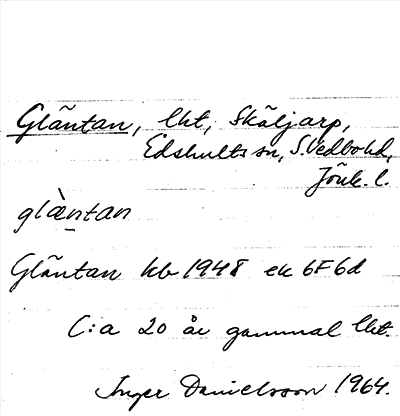 Gläntan, lht, Skäljarp,
Edshults sn, S. Vedbo hd,
Jönk. l.
glæ̀ntan
Gläntan kb 1948 ek 6F6d
C:a 20 år gammal lht.
Inger Danielsson 1964.